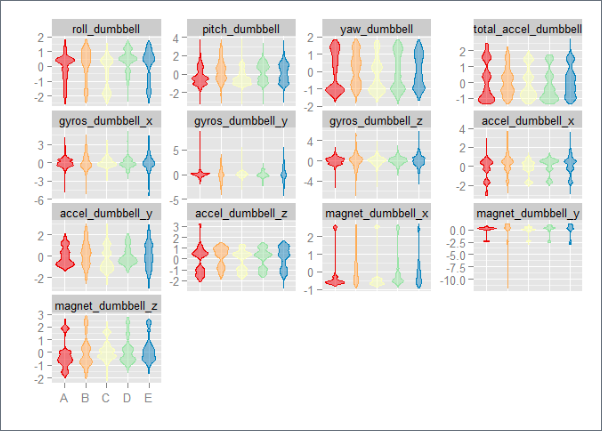 roll_dumbbell pitch_dumbbell yaw_dumbbell total_accel_dumbbell
2 4 2 2
1 2 1 1
0 0 0 0
-1 -2 -1 -1
-2 2
gyros_dumbbell_x gyros_dumbbell_y gyros_dumbbell_z accel_dumbbell_x
3 5 4 4
0 0 0 2
-3 -5 -4 0
-6 -2
accel_dumbbell_y accel_dumbbell_z magnet_dumbbell_x magnet_dumbbell_y
2 3 2 0.0
0 2 1 -2.5
-2 1 0 -5.0
0 -1 -7.5
-1 -10.0
-2
magnet_dumbbell_z
3
2
1
0
-1
-2
A B C D E